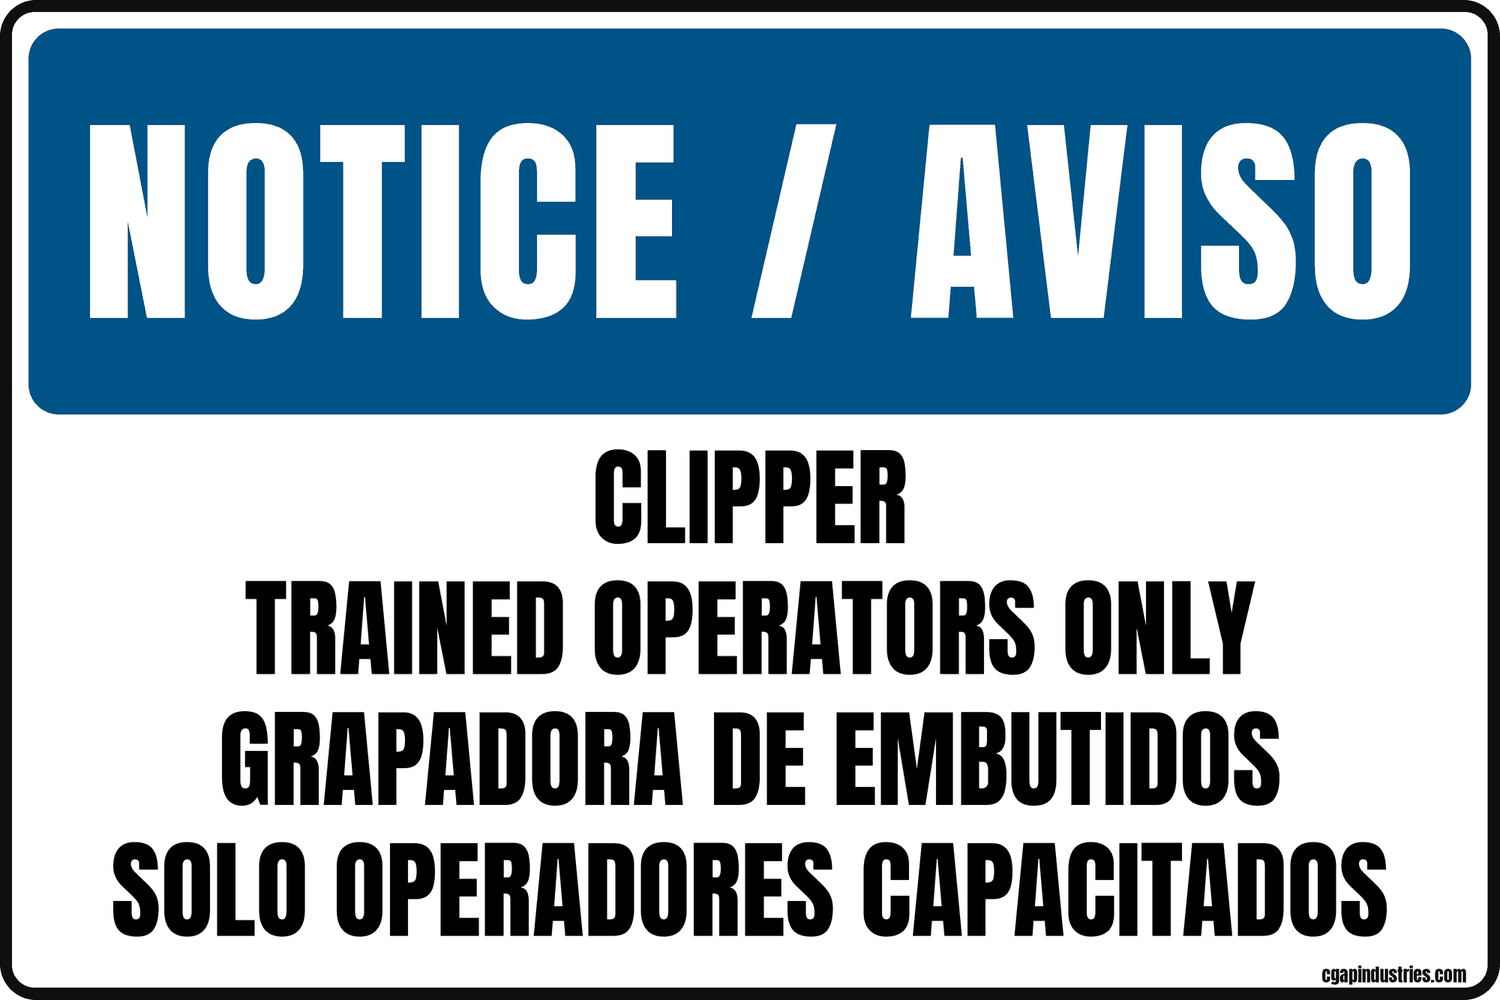 NOTICE / AVISO
CLIPPER
TRAINED OPERATORS ONLY
GRAPADORA DE EMBUTIDOS
SOLO OPERADORES CAPACITADOS
cgapindustries.com